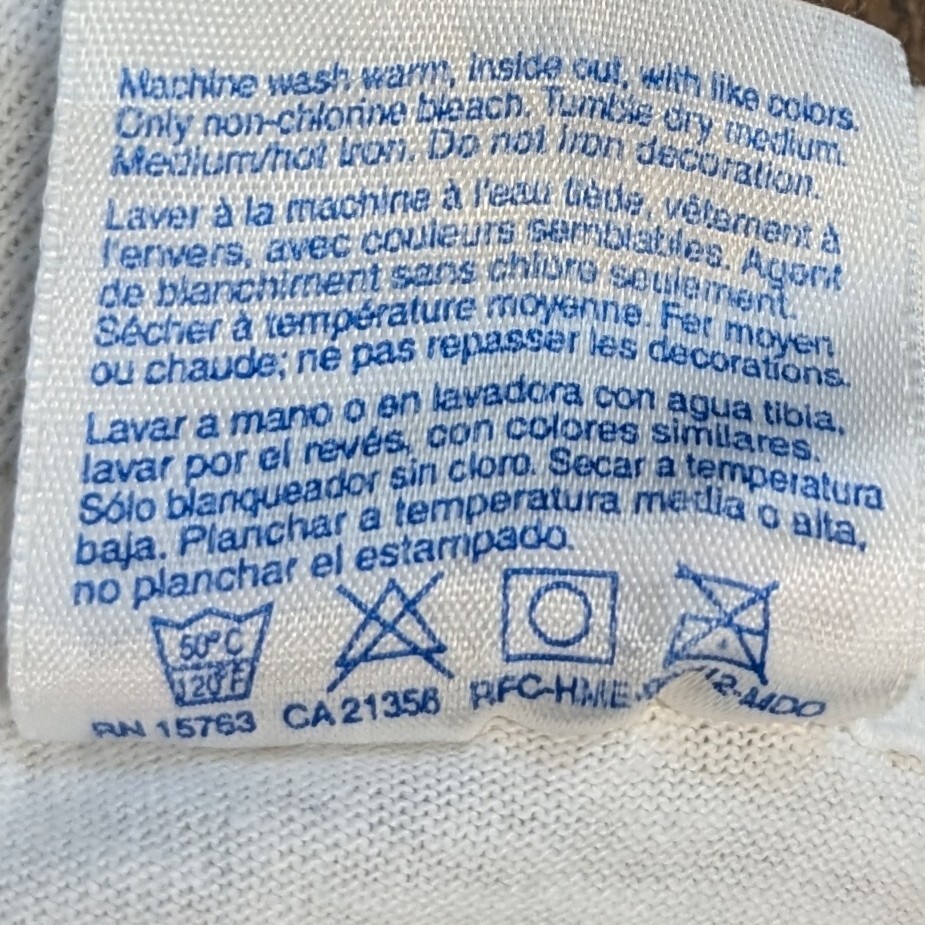 Machine wash warm, inside out, with like colors.
Only non-chlorine bleach. Tumble dry medium.
Medium/hot iron. Do not iron decoration.
Laver à la machine à l'eau tiède, vêtement à
l'envers, avec couleurs semblables. Agent
de blanchiment sans chlore seulement.
Sécher à température moyenne. Fer moyen
ou chaude; ne pas repasser les decorations.
Lavar a mano o en lavadora con agua tibia,
lavar por el revés, con colores similares.
Sólo blanqueador sin cloro. Secar a temperatura
baja. Planchar a temperatura media o alta,
no planchar el estampado.
50°C
120°F
RN 15763 CA 21356 RFC-HME